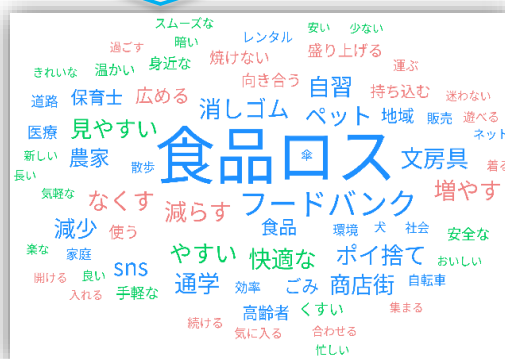 スムーズな 安い 少ない
過ごす 暗い レンタル 盛り上げる
きれいな 温かい 身近な 焼けない 運ぶ
向き合う 自習 持ち込む 迷わない
道路 保育士 広める 消しゴム ペット 地域 販売 遊べる
医療 見やすい ネット
新しい 農家 散歩 食品ロス 傘 文房具 着る
長い
気軽な なくす 減らす フードバンク 増やす
減少 使う 食品 環境 犬 社会 安全な
楽な 家庭 sns やすい 快適な ポイ捨て おいしい
開ける 良い 通学 効率 ごみ 商店街 自転車
入れる 手軽な
高齢者 くすい 集まる
続ける 気に入る 合わせる
忙しい